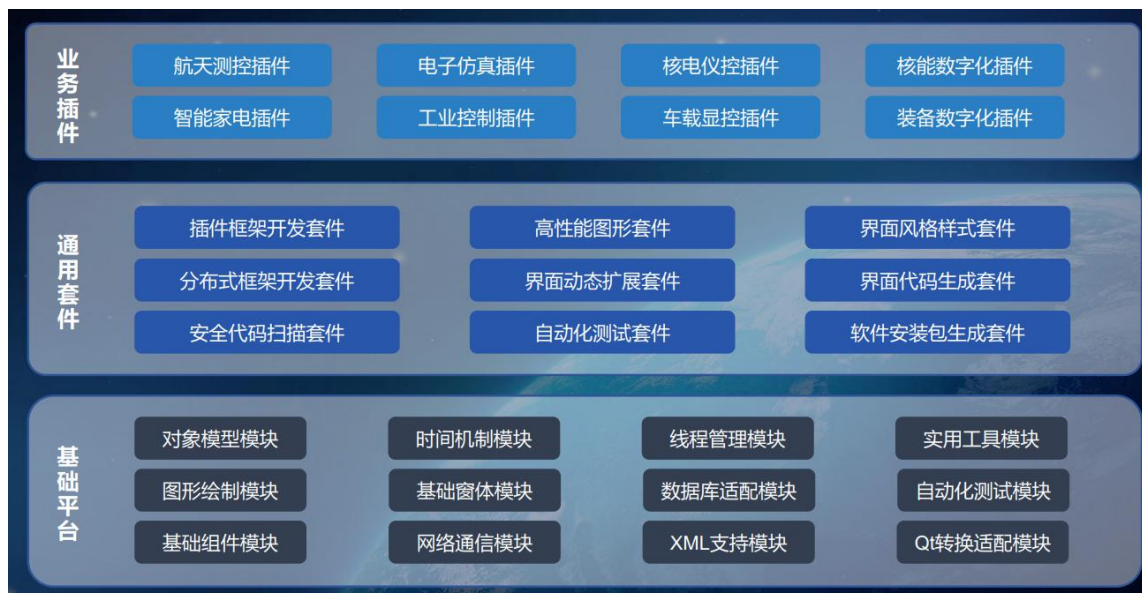 业务插件
航天测控插件 电子仿真插件 核电仪控插件 核能数字化插件
智能家电插件 工业控制插件 车载显控插件 装备数字化插件
通用套件
插件框架开发套件 高性能图形套件 界面风格样式套件
分布式框架开发套件 界面动态扩展套件 界面代码生成套件
安全代码扫描套件 自动化测试套件 软件安装包生成套件
基础平台
对象模型模块 时间机制模块 线程管理模块 实用工具模块
图形绘制模块 基础窗体模块 数据库适配模块 自动化测试模块
基础组件模块 网络通信模块 XML支持模块 Qt转换适配模块